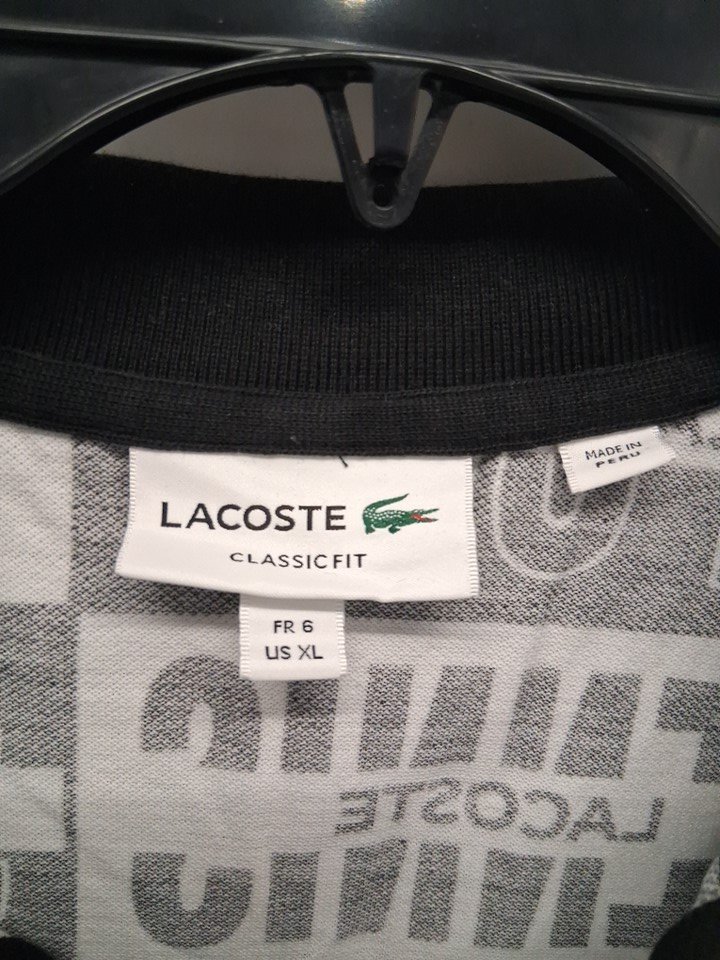 MADE IN
PERU
LACOSTE
CLASSIC FIT
FR 6
US XL
LACOSTE